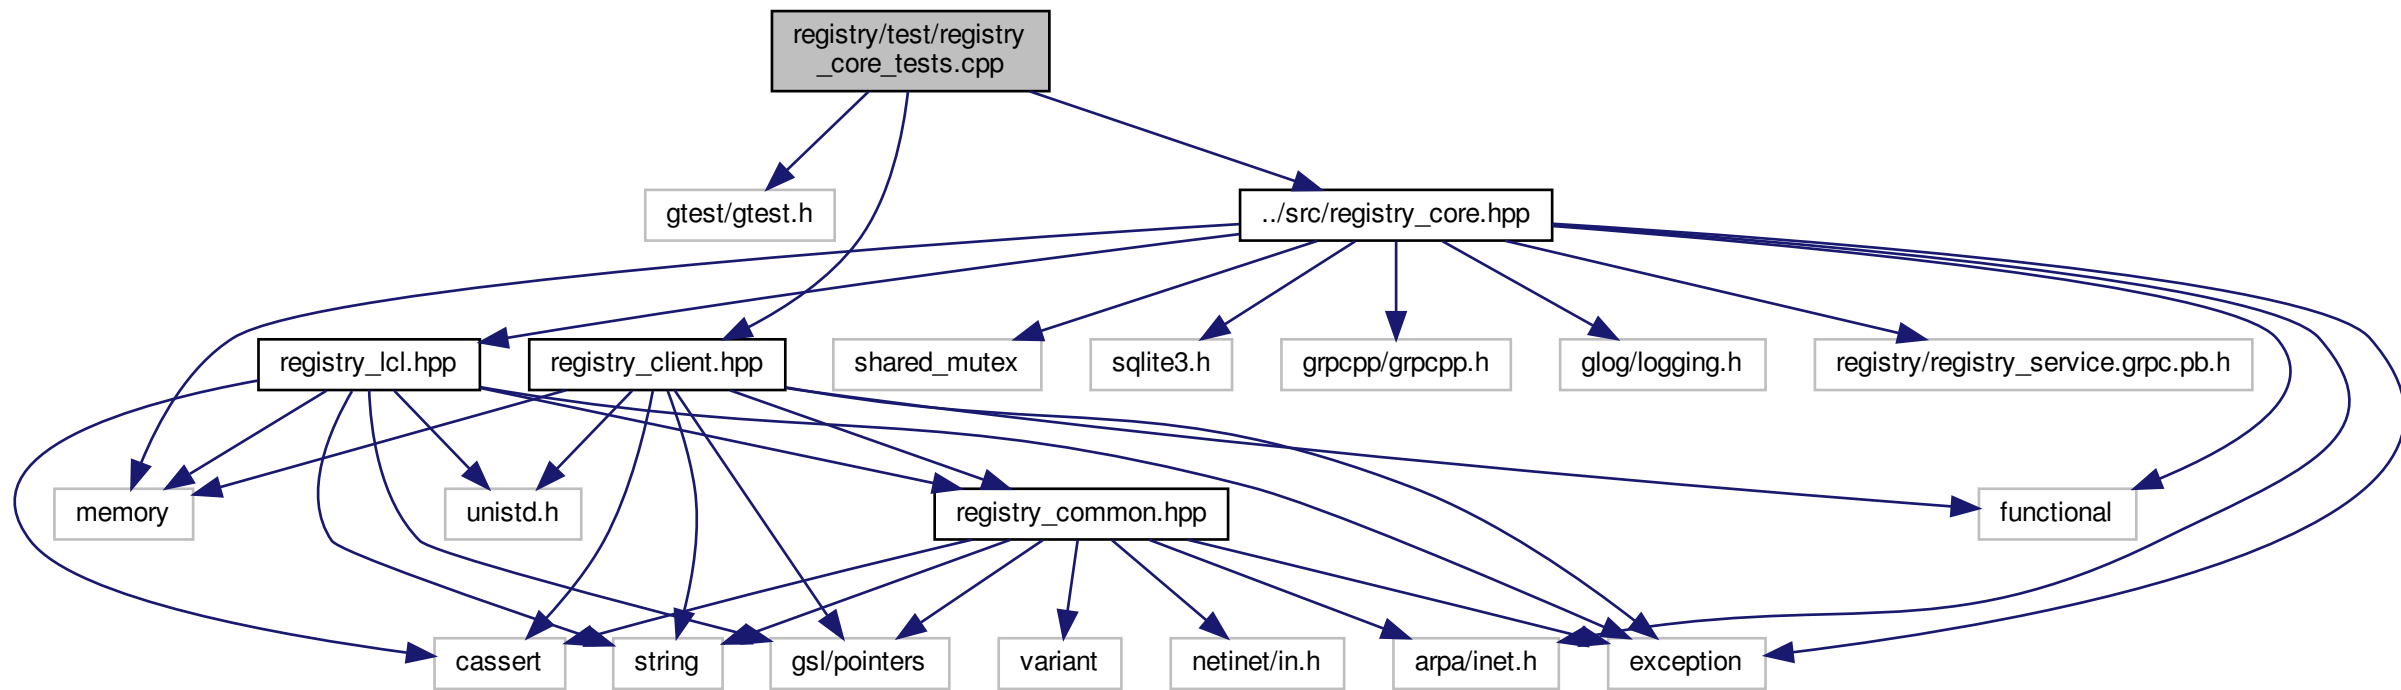 registry/test/registry
_core_tests.cpp
gtest/gtest.h
../src/registry_core.hpp
registry_lcl.hpp
registry_client.hpp
shared_mutex
sqlite3.h
grpcpp/grpcpp.h
glog/logging.h
registry/registry_service.grpc.pb.h
memory
unistd.h
registry_common.hpp
functional
cassert
string
gsl/pointers
variant
netinet/in.h
arpa/inet.h
exception